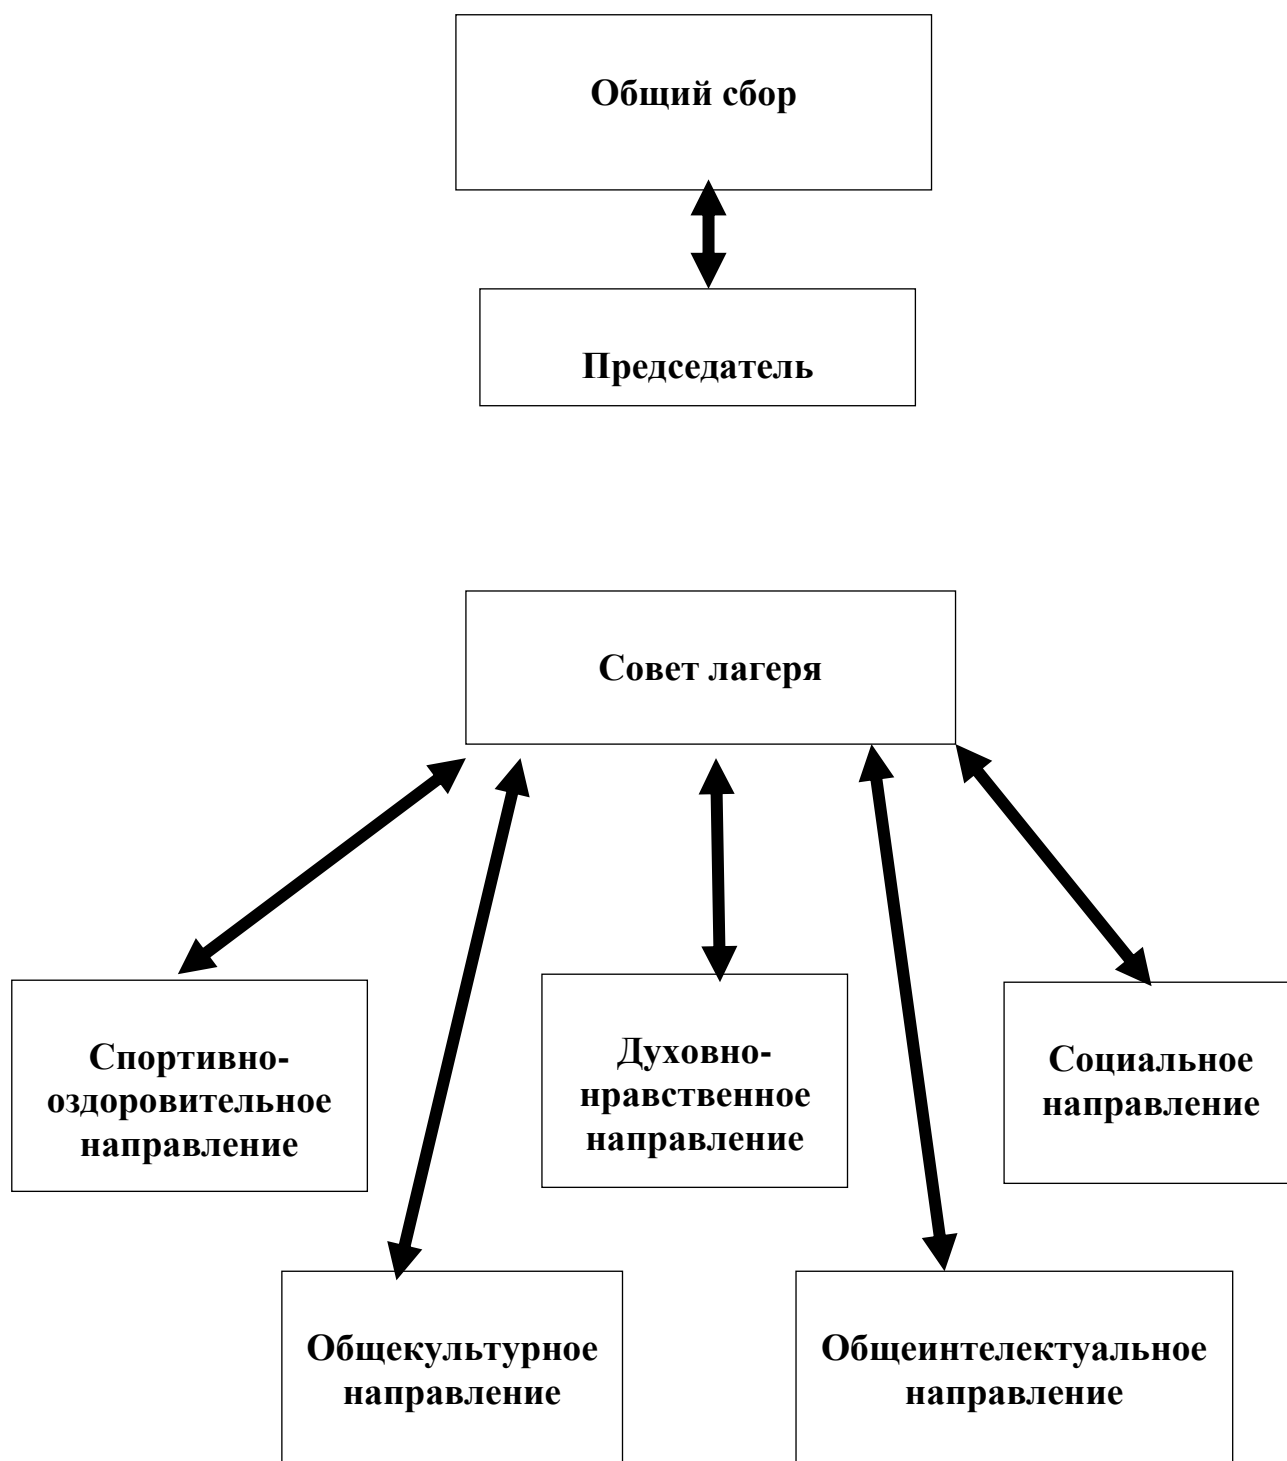 Общий сбор
Председатель
Совет лагеря
Спортивно-
оздоровительное
направление
Духовно-
нравственное
направление
Социальное
направление
Общекультурное
направление
Общеинтелектуальное
направление